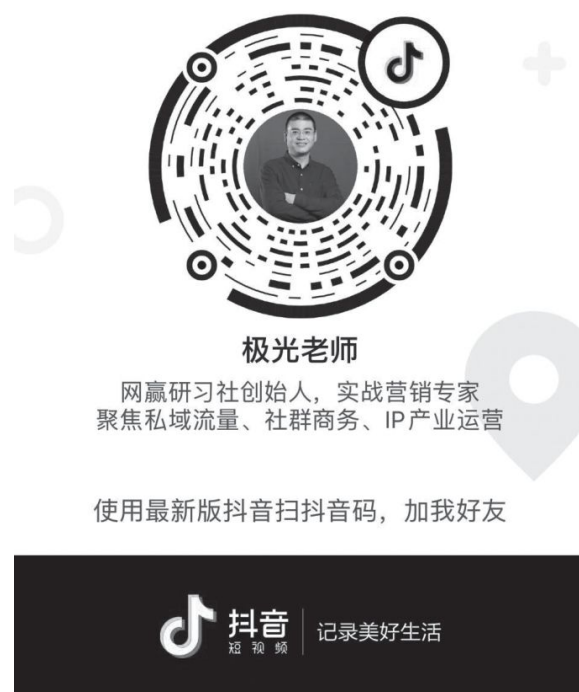 极光老师
网赢研习社创始人，实战营销专家
聚焦私域流量、社群商务、IP产业运营
使用最新版抖音扫抖音码，加我好友
抖音
短视频
记录美好生活